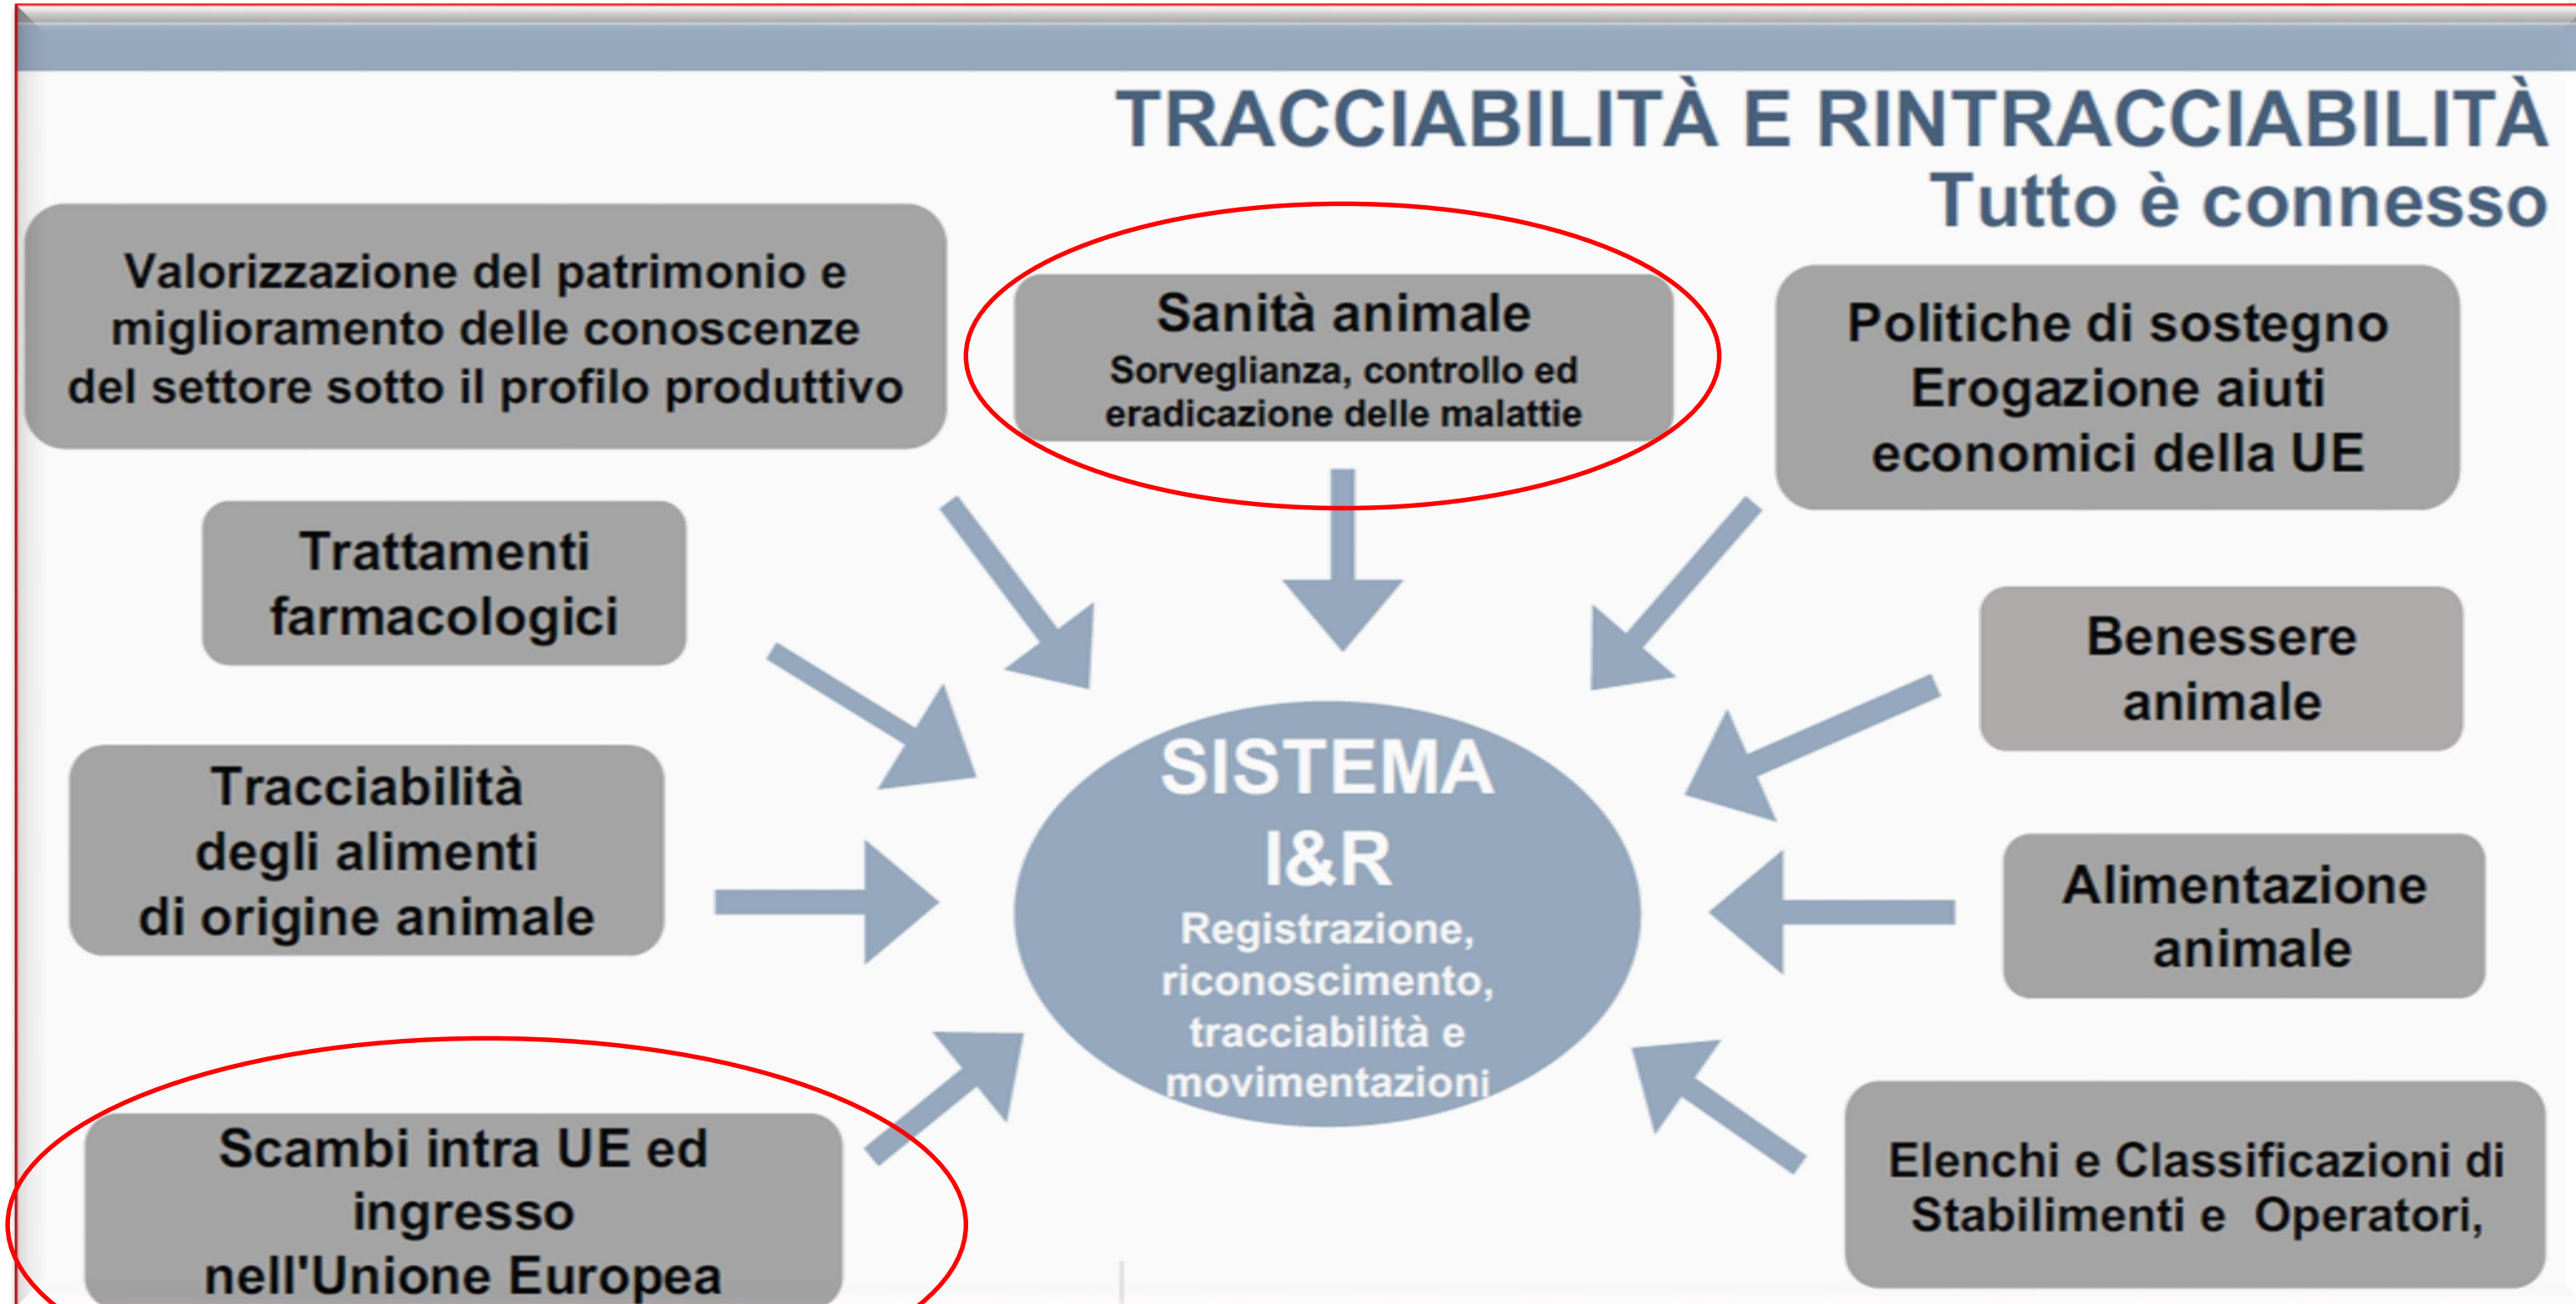 TRACCIABILITÀ E RINTRACCIABILITÀ
Tutto è connesso
Valorizzazione del patrimonio e
miglioramento delle conoscenze
del settore sotto il profilo produttivo
Sanità animale
Sorveglianza, controllo ed
eradicazione delle malattie
Politiche di sostegno
Erogazione aiuti
economici della UE
Trattamenti
farmacologici
Benessere
animale
Tracciabilità
degli alimenti
di origine animale
SISTEMA
I&R
Registrazione,
riconoscimento,
tracciabilità e
movimentazioni
Alimentazione
animale
Scambi intra UE ed
ingresso
nell'Unione Europea
Elenchi e Classificazioni di
Stabilimenti e Operatori,